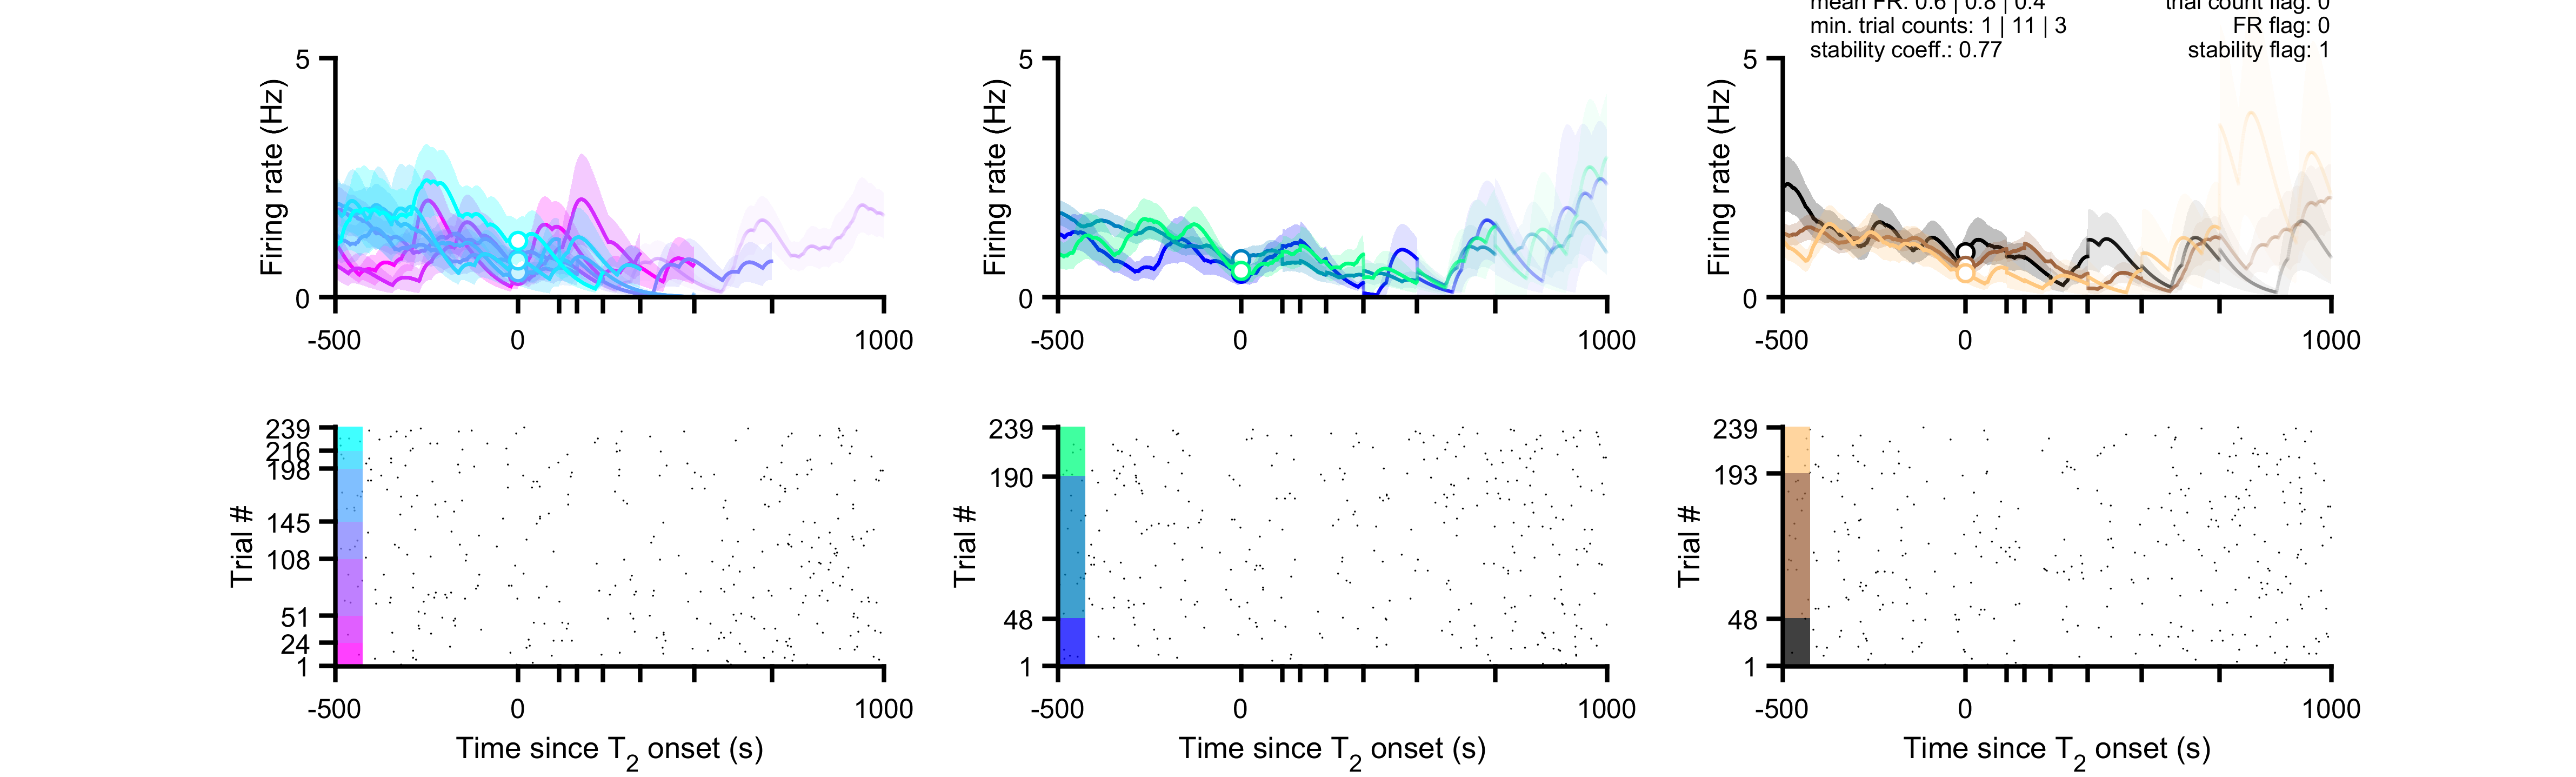 mean FR: 0.6 | 0.8 | 0.4 trial count flag: 0
min. trial counts: 1 | 11 | 3 FR flag: 0
stability coeff.: 0.77 stability flag: 1
5 5 5
Firing rate (Hz) Firing rate (Hz) Firing rate (Hz)
0 0 0
-500 0 1000 -500 0 1000 -500 0 1000
239 239 239
216
198 190 193
145
108
51 48 48
24
1 1 1
Trial # Trial # Trial #
-500 0 1000 -500 0 1000 -500 0 1000
Time since T2 onset (s) Time since T2 onset (s) Time since T2 onset (s)